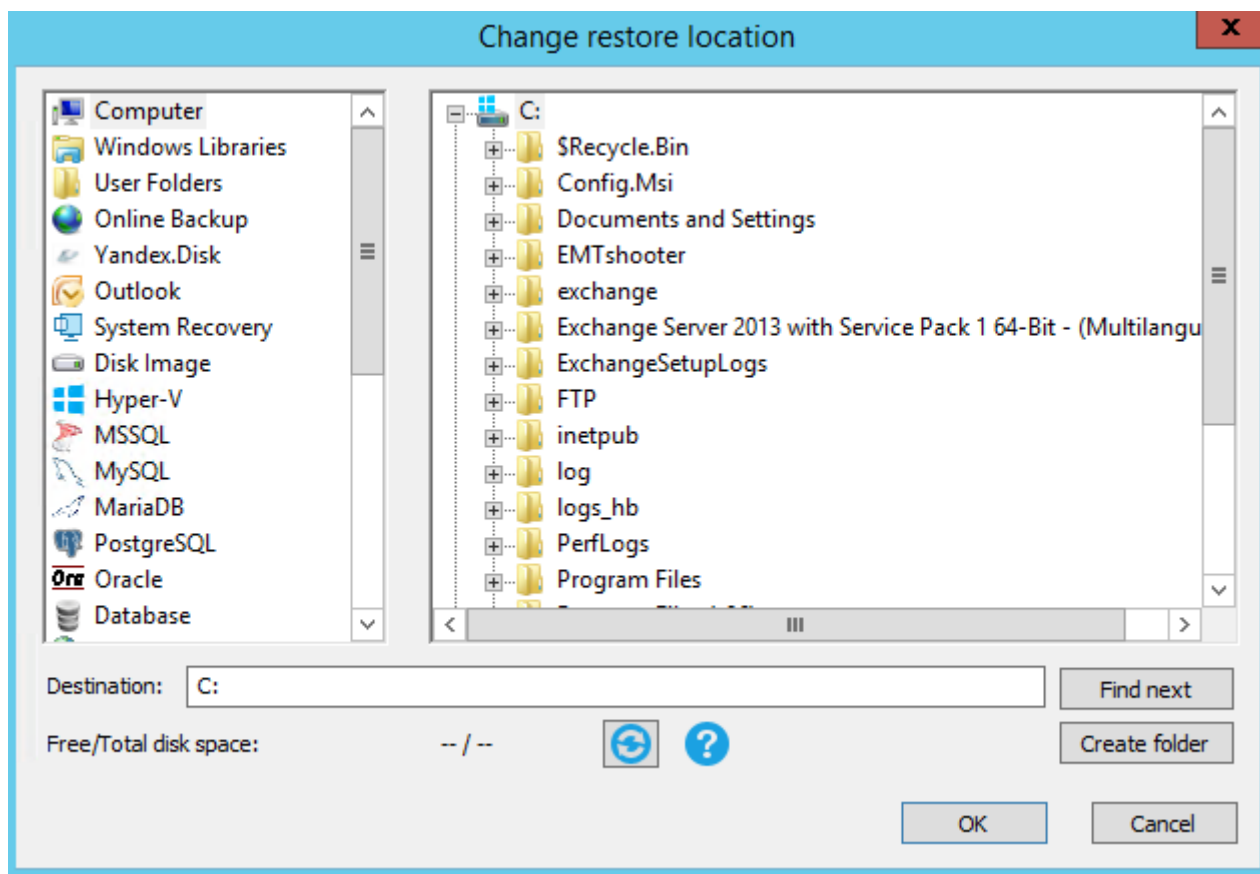 Change restore location
x
Computer
Windows Libraries
User Folders
Online Backup
Yandex.Disk
Outlook
System Recovery
Disk Image
Hyper-V
MSSQL
MySQL
MariaDB
PostgreSQL
Ora Oracle
Database
C:
$Recycle.Bin
Config.Msi
Documents and Settings
EMTshooter
exchange
Exchange Server 2013 with Service Pack 1 64-Bit - (Multilangu
ExchangeSetupLogs
FTP
inetpub
log
logs_hb
PerfLogs
Program Files
Destination: C: Find next
Free/Total disk space: -- / -- ? Create folder
OK Cancel